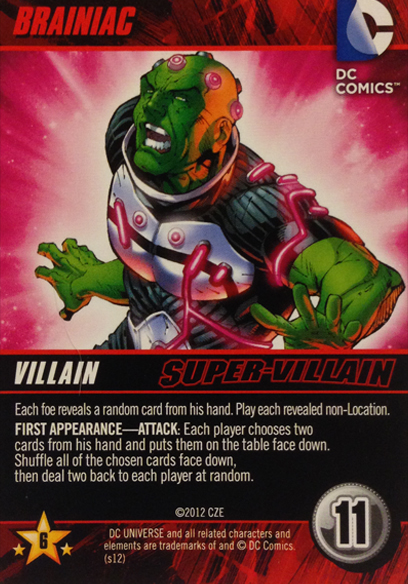 BRAINIAC
DC
COMICS™
VILLAIN
SUPER-VILLAIN
Each foe reveals a random card from his hand. Play each revealed non-Location.
FIRST APPEARANCE—ATTACK: Each player chooses two
cards from his hand and puts them on the table face down.
Shuffle all of the chosen cards face down,
then deal two back to each player at random.
©2012 CZE
6
DC UNIVERSE and all related characters and
elements are trademarks of and © DC Comics.
(s12)
11